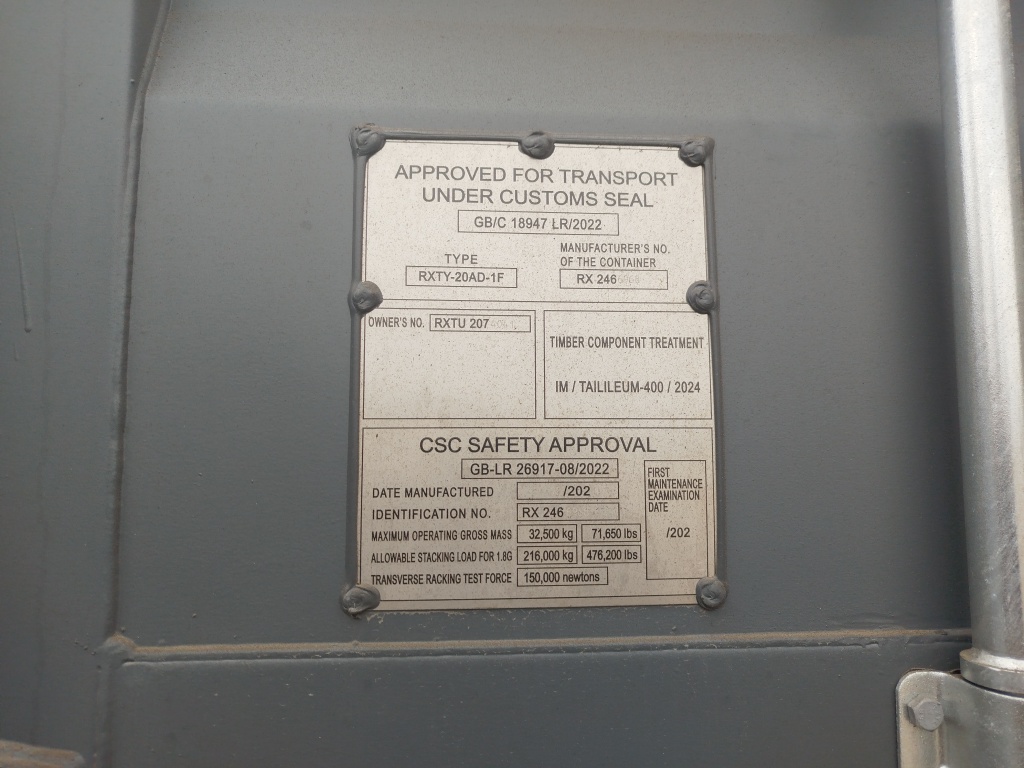 APPROVED FOR TRANSPORT
UNDER CUSTOMS SEAL
GB/C 18947 LR/2022
TYPE
RXTY-20AD-1F
MANUFACTURER'S NO.
OF THE CONTAINER
RX 246
OWNER'S NO. RXTU 207
TIMBER COMPONENT TREATMENT
IM / TAILILEUM-400 / 2024
CSC SAFETY APPROVAL
GB-LR 26917-08/2022
DATE MANUFACTURED /202
IDENTIFICATION NO. RX 246
MAXIMUM OPERATING GROSS MASS 32,500 kg 71,650 lbs
ALLOWABLE STACKING LOAD FOR 1.8G 216,000 kg 476,200 lbs
TRANSVERSE RACKING TEST FORCE 150,000 newtons
FIRST
MAINTENANCE
EXAMINATION
DATE
/202